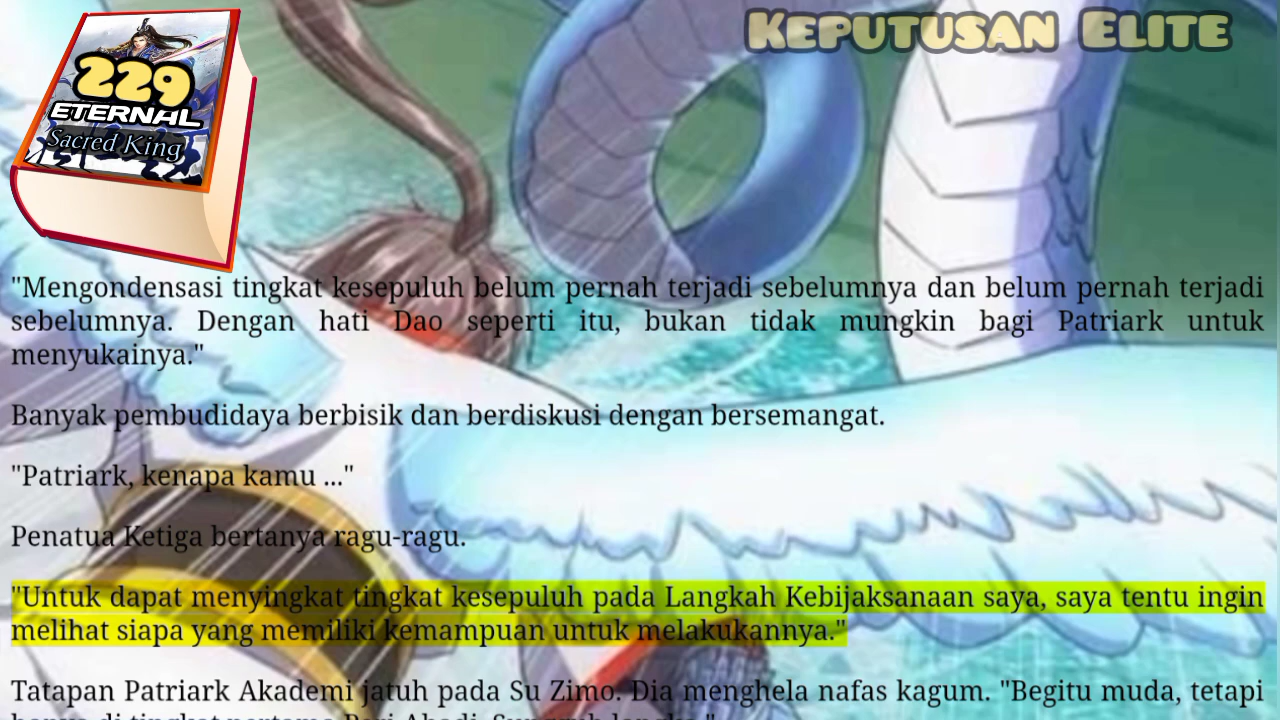 KEPUTUSAN ELITE
229
ETERNAL
Sacred King
"Mengondensasi tingkat kesepuluh belum pernah terjadi sebelumnya dan belum pernah terjadi
sebelumnya. Dengan hati Dao seperti itu, bukan tidak mungkin bagi Patriark untuk
menyukainya."
Banyak pembudidaya berbisik dan berdiskusi dengan bersemangat.
"Patriark, kenapa kamu ..."
Penatua Ketiga bertanya ragu-ragu.
"Untuk dapat menyingkat tingkat kesepuluh pada Langkah Kebijaksanaan saya, saya tentu ingin
melihat siapa yang memiliki kemampuan untuk melakukannya."
Tatapan Patriark Akademi jatuh pada Su Zimo. Dia menghela nafas kagum. "Begitu muda, tetapi